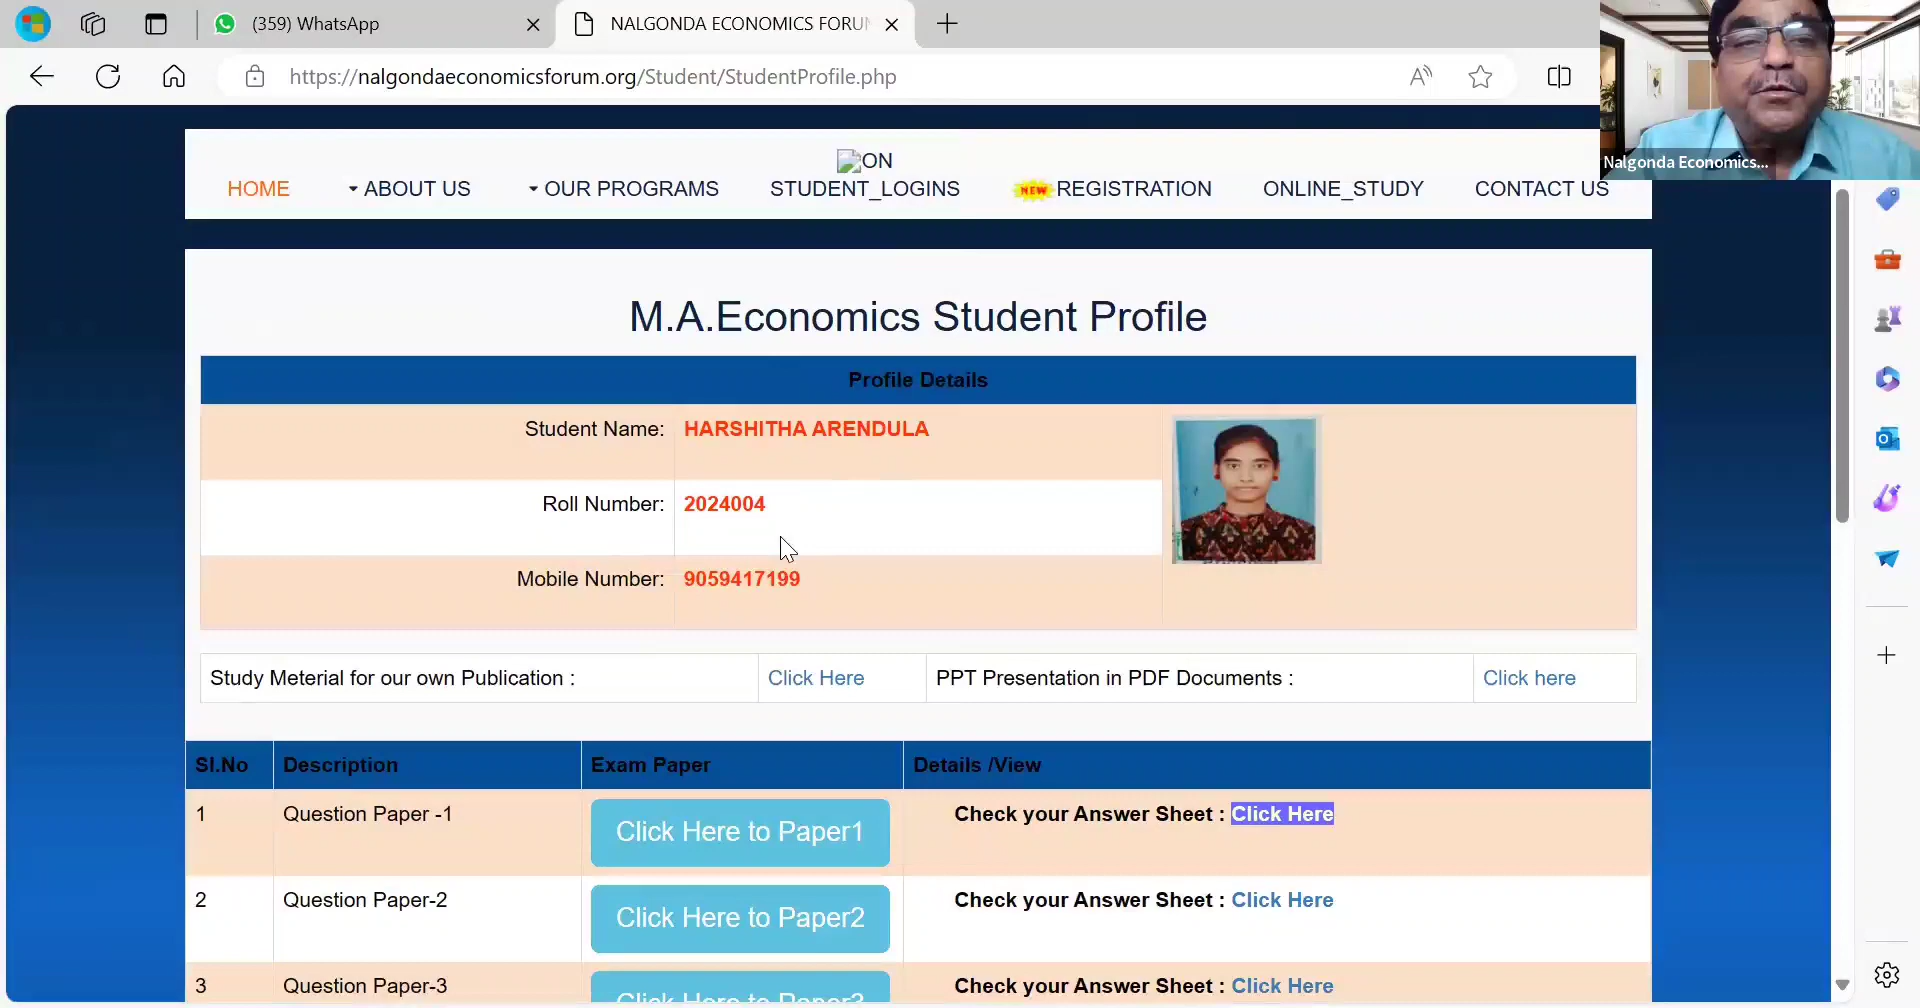 (359) WhatsApp
NALGONDA ECONOMICS FORUM
https://nalgondaeconomicsforum.org/Student/StudentProfile.php
Nalgonda Economics...
ON
HOME ABOUT US OUR PROGRAMS STUDENT_LOGINS NEW REGISTRATION ONLINE_STUDY CONTACT US
M.A.Economics Student Profile
Profile Details
Student Name: HARSHITHA ARENDULA
Roll Number: 2024004
Mobile Number: 9059417199
Study Meterial for our own Publication : Click Here PPT Presentation in PDF Documents : Click here
Sl.No Description Exam Paper Details /View
1 Question Paper -1 Click Here to Paper1 Check your Answer Sheet : Click Here
2 Question Paper-2 Click Here to Paper2 Check your Answer Sheet : Click Here
3 Question Paper-3 Click Here to Paper3 Check your Answer Sheet : Click Here